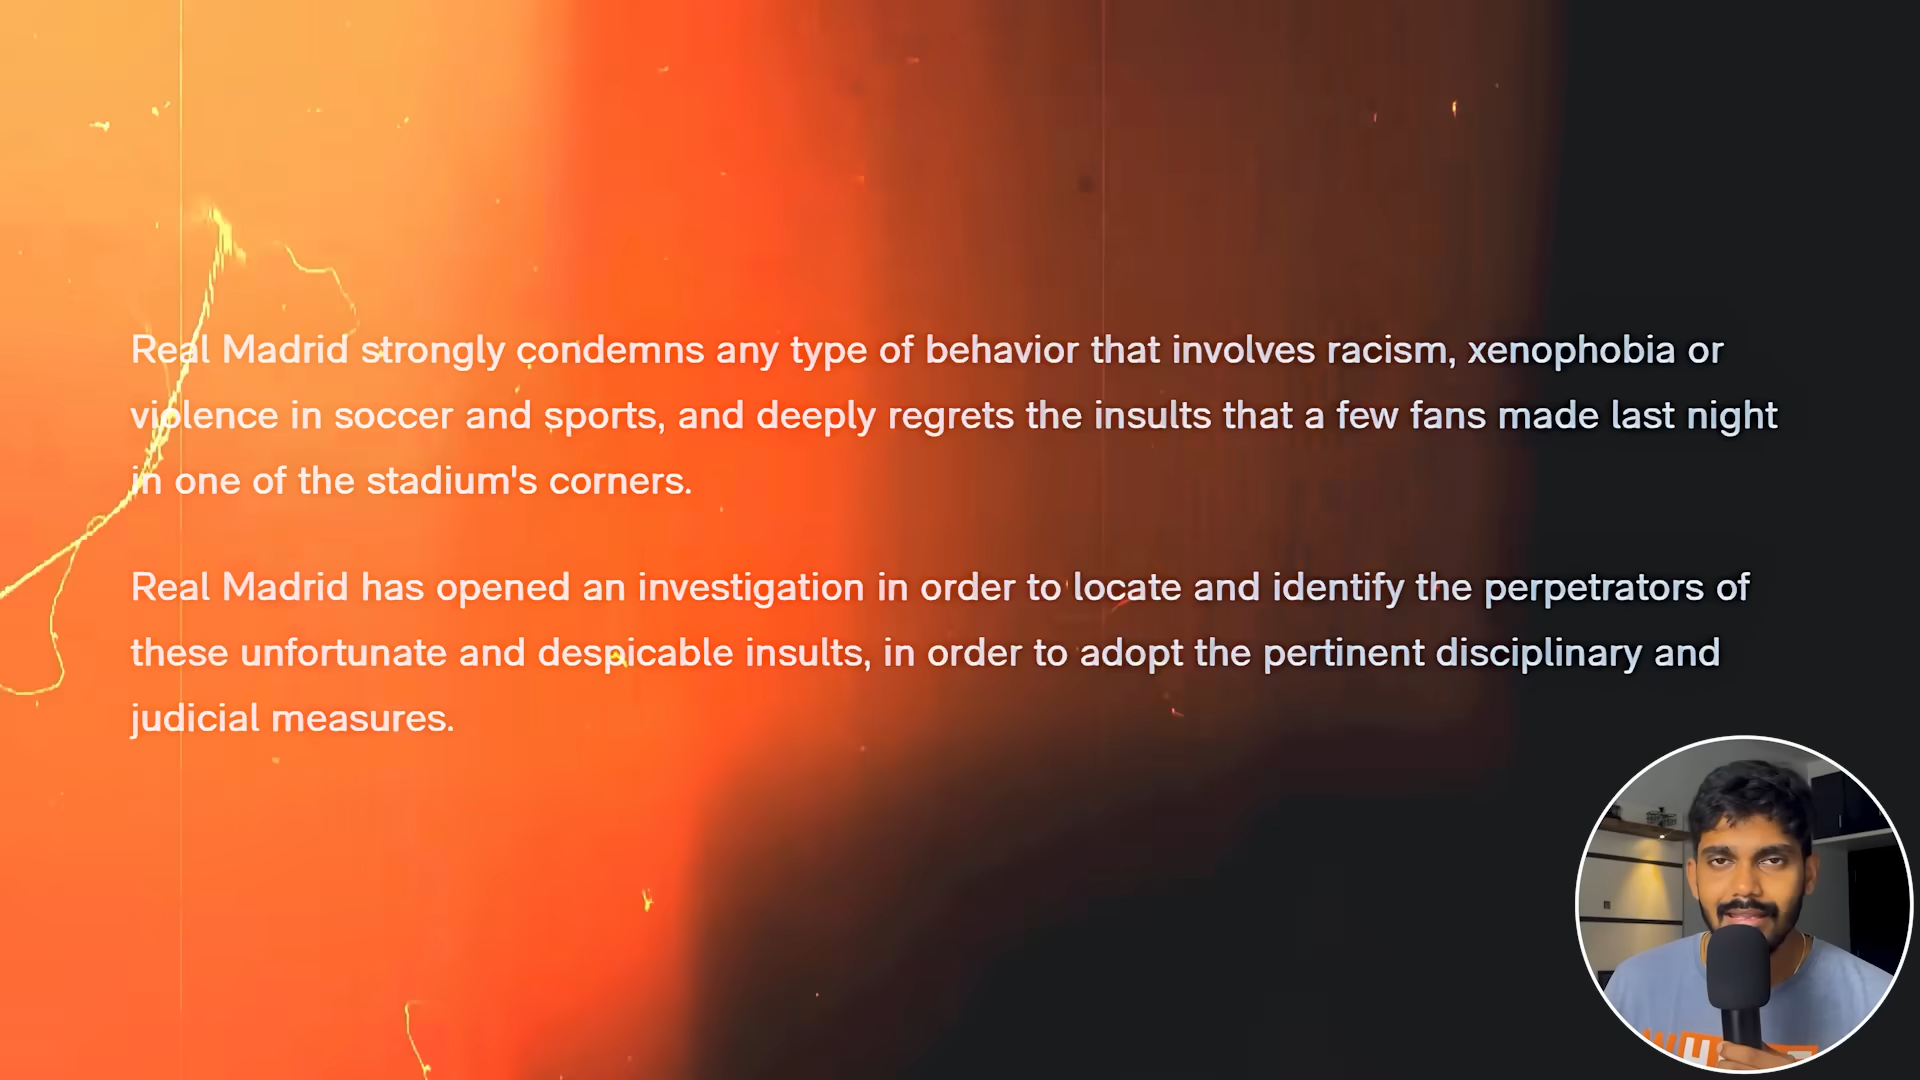 Real Madrid strongly condemns any type of behavior that involves racism, xenophobia or
violence in soccer and sports, and deeply regrets the insults that a few fans made last night
in one of the stadium's corners.
Real Madrid has opened an investigation in order to locate and identify the perpetrators of
these unfortunate and despicable insults, in order to adopt the pertinent disciplinary and
judicial measures.